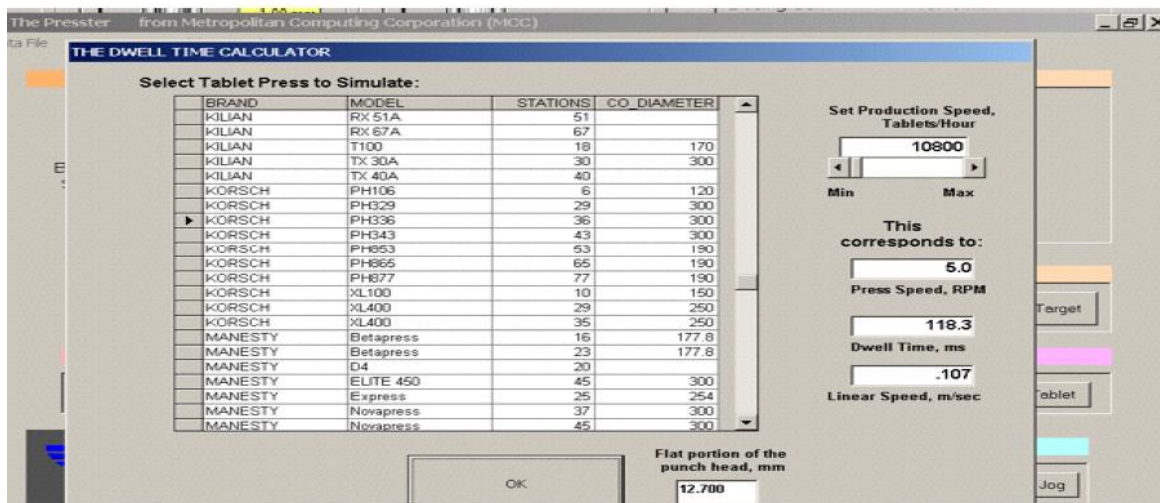 The Presster from Metropolitan Computing Corporation (MCC)
ta File
THE DWELL TIME CALCULATOR
Select Tablet Press to Simulate:
BRAND MODEL STATIONS CO_DIAMETER
KILIAN RX 51A 51
KILIAN RX 67A 67
KILIAN T100 18 170
KILIAN TX 30A 30 300
KILIAN TX 40A 40
KORSCH PH106 6 120
KORSCH PH329 29 300
KORSCH PH336 36 300
KORSCH PH343 43 300
KORSCH PH853 53 190
KORSCH PH865 65 190
KORSCH PH877 77 190
KORSCH XL100 10 150
KORSCH XL400 29 250
KORSCH XL400 35 250
MANESTY Betapress 16 177.8
MANESTY Betapress 23 177.8
MANESTY D4 20
MANESTY ELITE 450 45 300
MANESTY Express 25 254
MANESTY Novapress 37 300
MANESTY Novapress 45 300
Set Production Speed,
Tablets/Hour
10800
Min Max
This
corresponds to:
5.0
Press Speed, RPM
118.3
Dwell Time, ms
.107
Linear Speed, m/sec
Flat portion of the
punch head, mm
12.700
OK
Target
Tablet
Jog